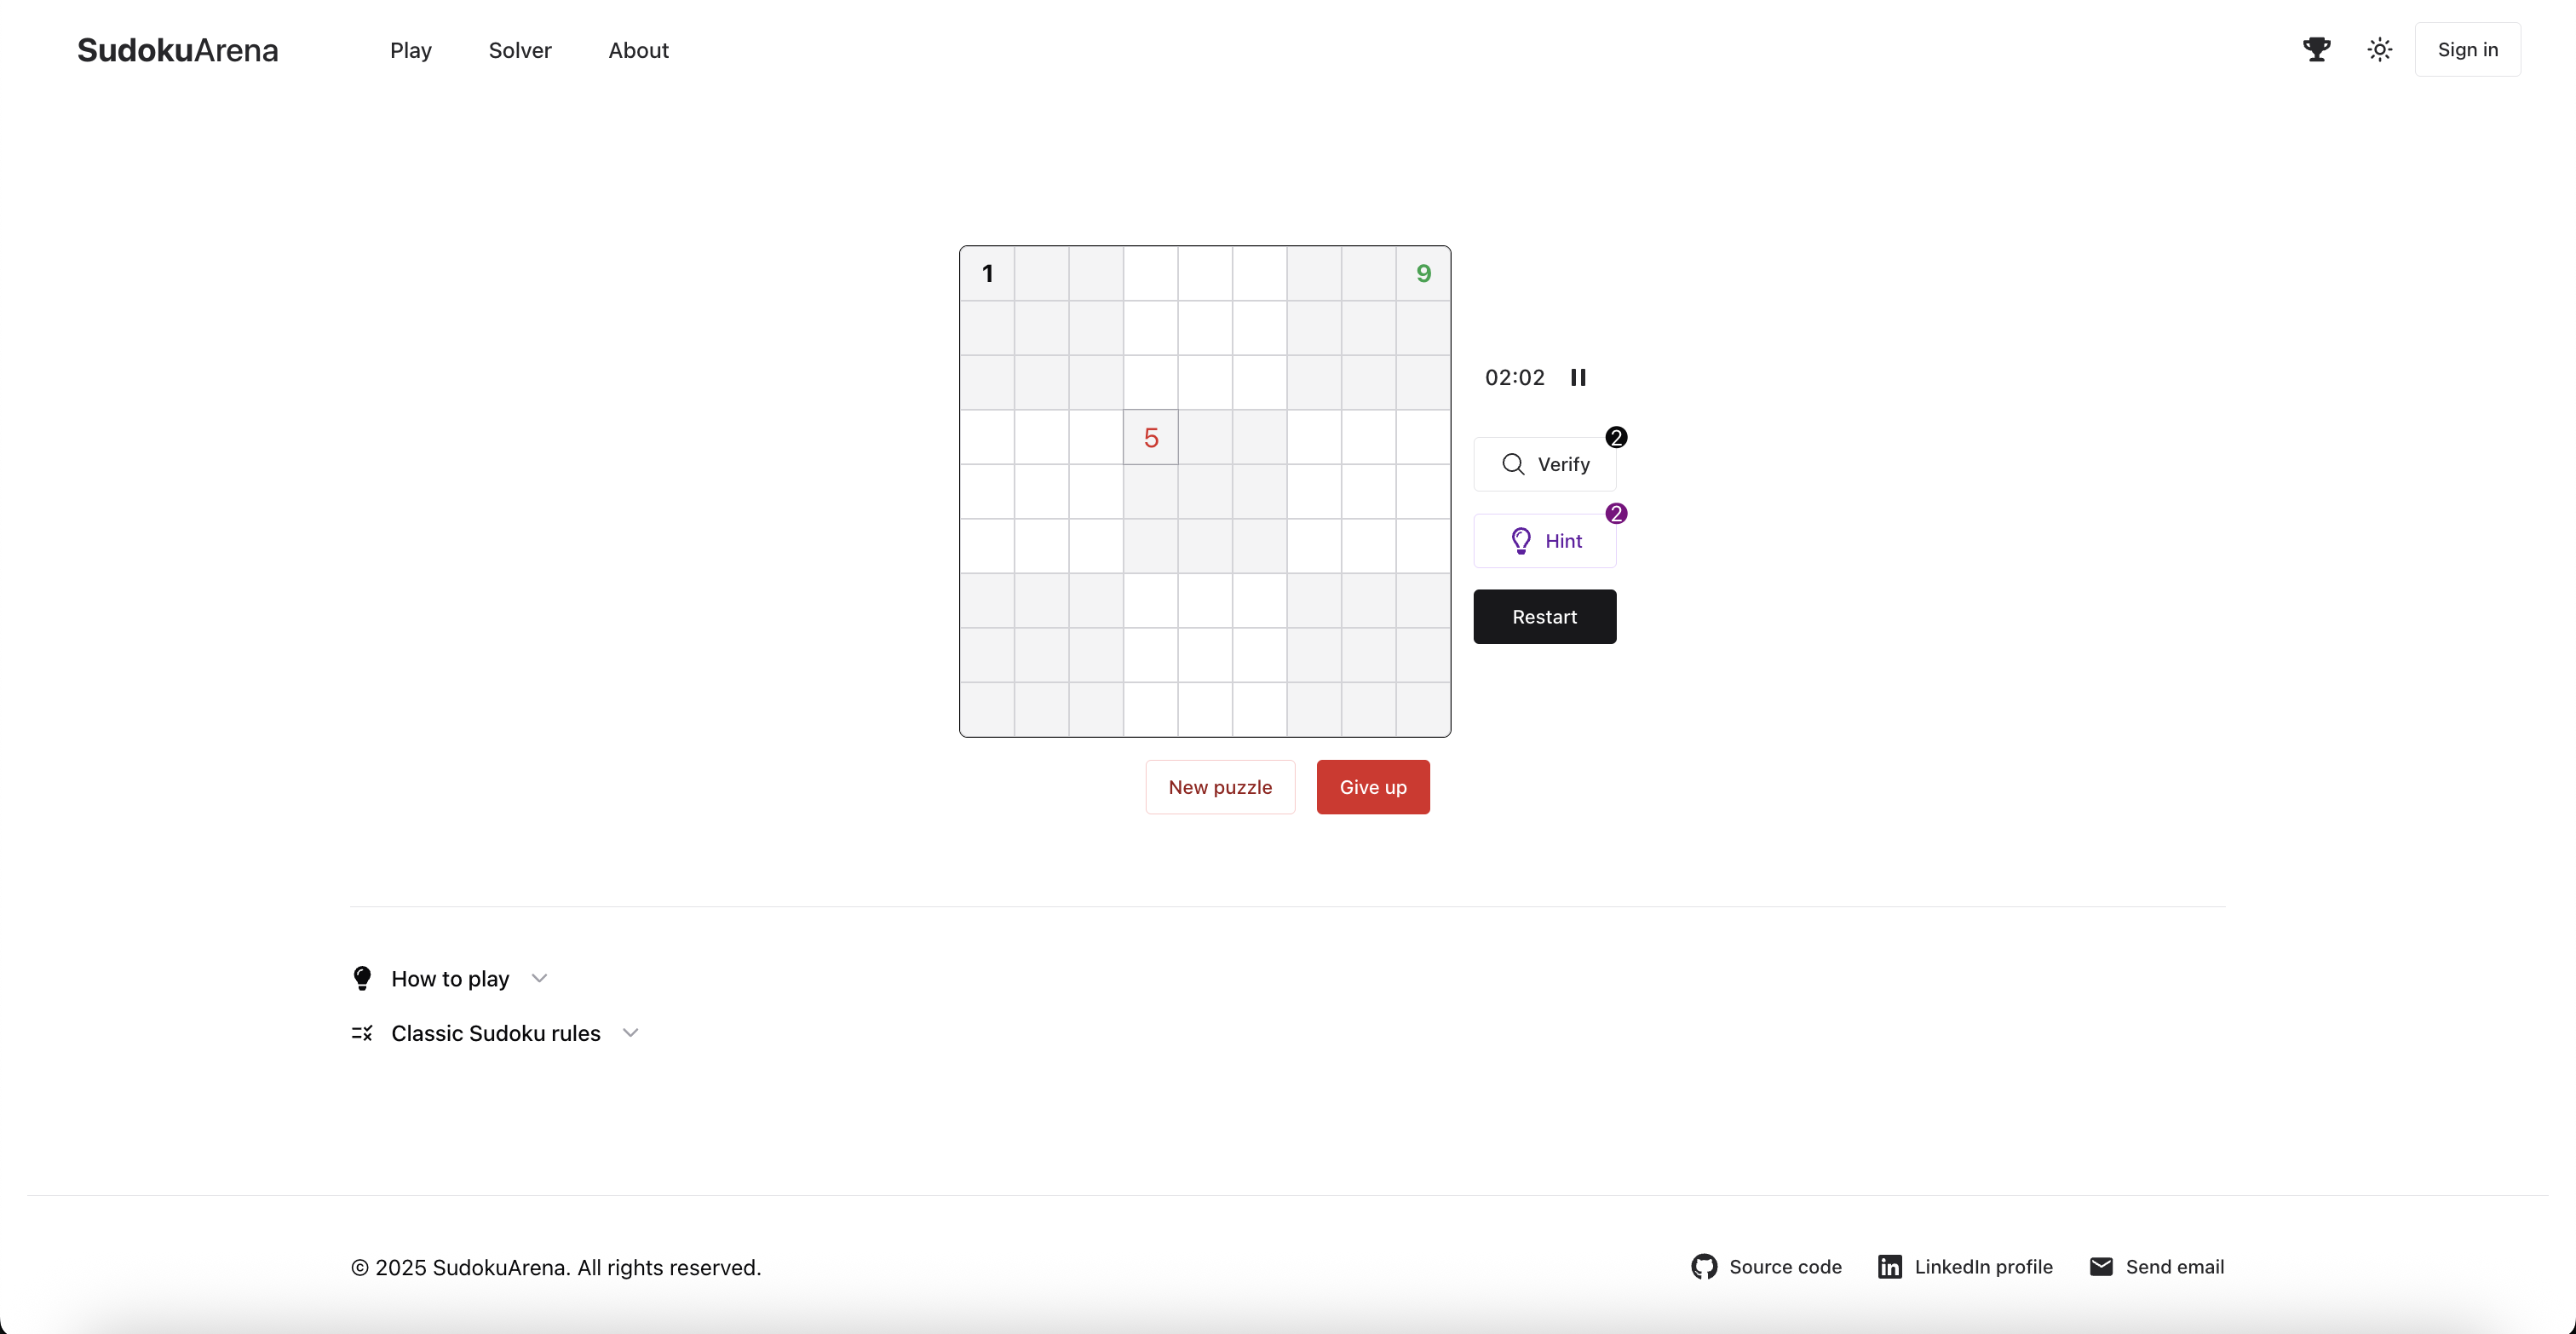 SudokuArena Play Solver About Sign in
1 9
02:02
5
2
Verify
2
Hint
Restart
New puzzle Give up
How to play
Classic Sudoku rules
© 2025 SudokuArena. All rights reserved. Source code LinkedIn profile Send email